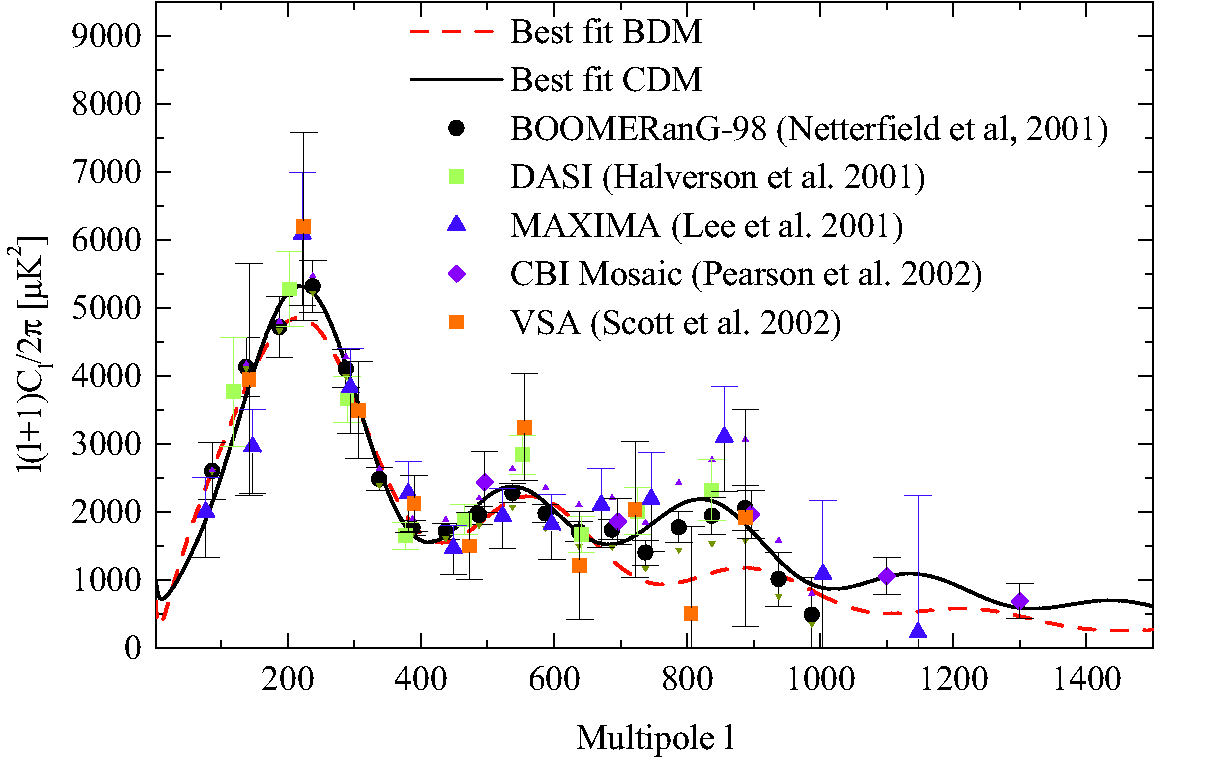 9000
8000
7000
6000
5000
4000
3000
2000
1000
0
l(l+1)C_l/2π [μK²]
Best fit BDM
Best fit CDM
BOOMERanG-98 (Netterfield et al, 2001)
DASI (Halverson et al. 2001)
MAXIMA (Lee et al. 2001)
CBI Mosaic (Pearson et al. 2002)
VSA (Scott et al. 2002)
200 400 600 800 1000 1200 1400
Multipole l